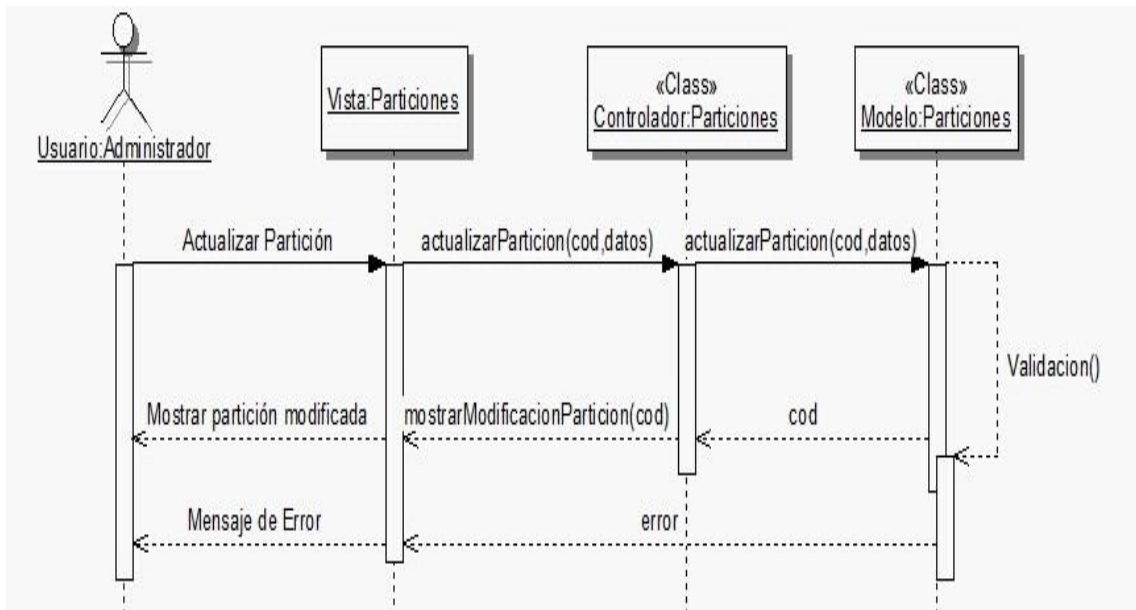 Usuario:Administrador
Vista:Particiones
«Class»
Controlador:Particiones
«Class»
Modelo:Particiones
Actualizar Partición
actualizarParticion(cod,datos)
actualizarParticion(cod,datos)
Validacion()
Mostrar partición modificada
mostrarModificacionParticion(cod)
cod
Mensaje de Error
error